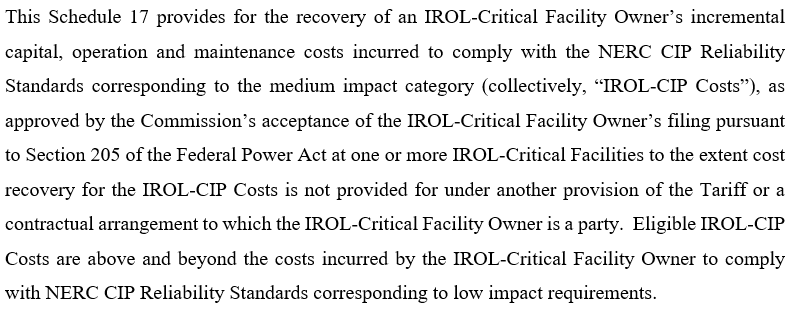 This Schedule 17 provides for the recovery of an IROL-Critical Facility Owner’s incremental
capital, operation and maintenance costs incurred to comply with the NERC CIP Reliability
Standards corresponding to the medium impact category (collectively, “IROL-CIP Costs”), as
approved by the Commission’s acceptance of the IROL-Critical Facility Owner’s filing pursuant
to Section 205 of the Federal Power Act at one or more IROL-Critical Facilities to the extent cost
recovery for the IROL-CIP Costs is not provided for under another provision of the Tariff or a
contractual arrangement to which the IROL-Critical Facility Owner is a party.  Eligible IROL-CIP
Costs are above and beyond the costs incurred by the IROL-Critical Facility Owner to comply
with NERC CIP Reliability Standards corresponding to low impact requirements.